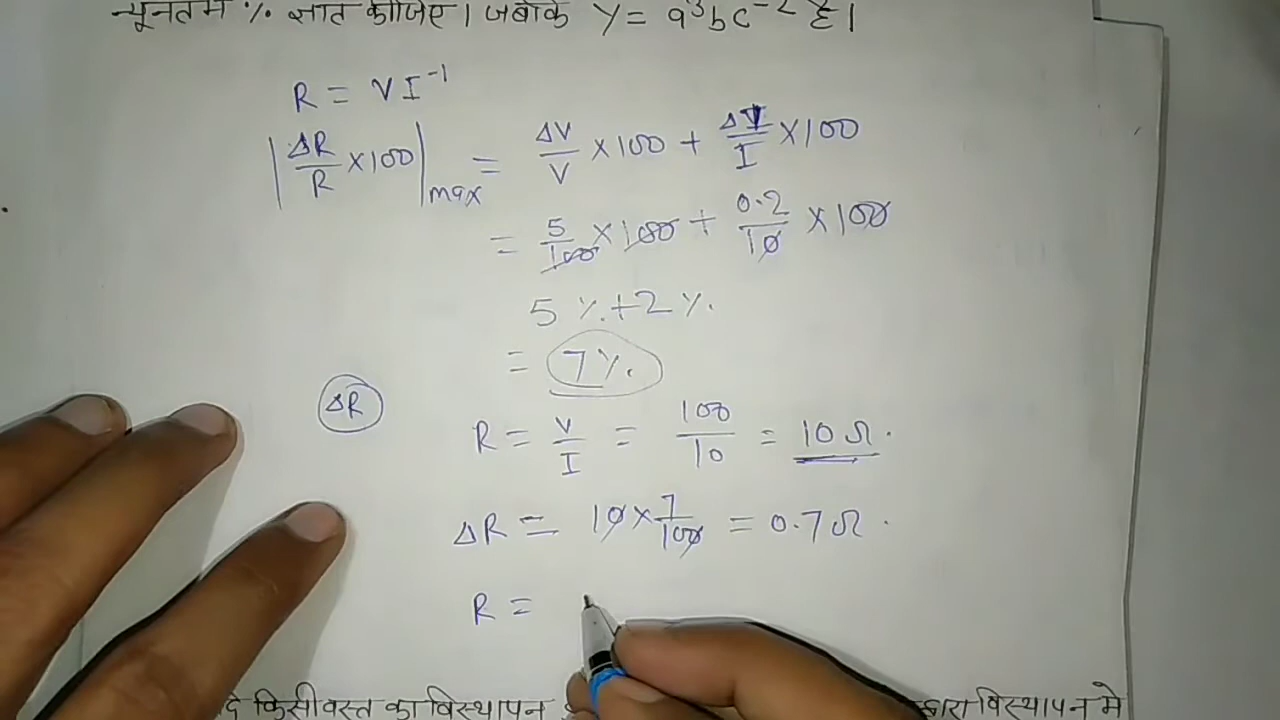 न्यूनतम % ज्ञात कीजिए । जबकि Y = a³bc⁻² है।
R = VI⁻¹
|ΔR/R × 100|max = ΔV/V × 100 + ΔI/I × 100
= 5/100 × 100 + 0.2/10 × 100
5 % + 2 %
= 7%
ΔR
R = V/I = 100/10 = 10 Ω.
ΔR = 10 × 7/100 = 0.7 Ω.
R =
किसी वस्त का विस्थापन द्वारा विस्थापन मे